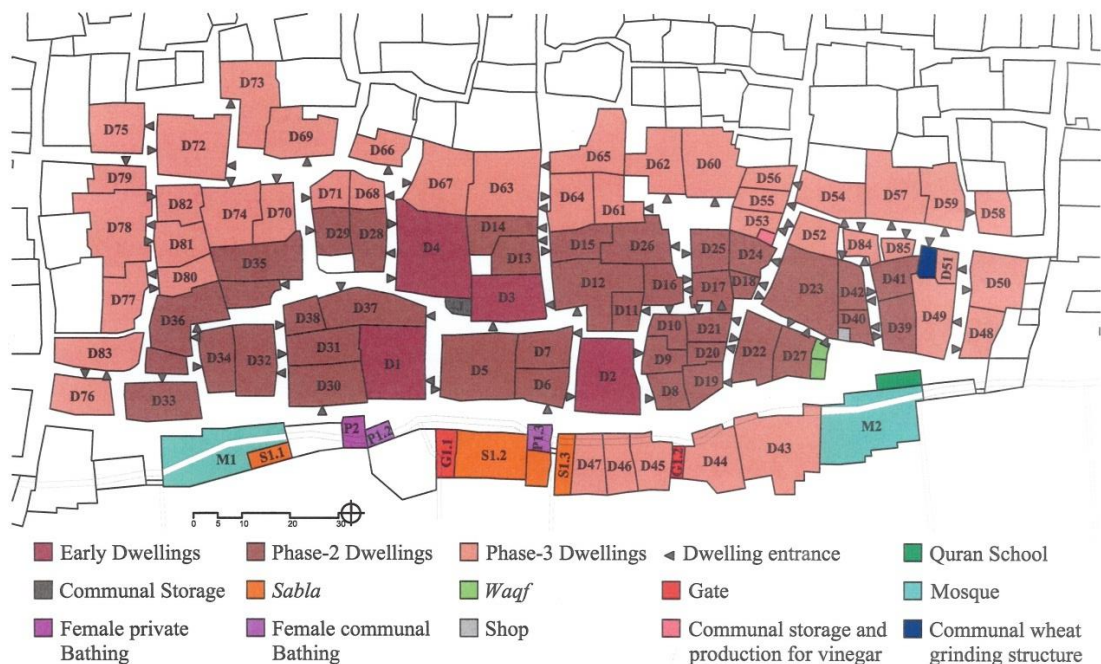 D73
D75
D72
D69
D66
D65
D62
D60
D67
D63
D56
D54
D57
D59
D79
D82
D71
D68
D64
D61
D55
D58
D78
D74
D70
D53
D52
D84
D85
D81
D29
D28
D4
D14
D15
D26
D25
D24
D35
D13
D80
D12
D16
D17
D18
D23
D42
D41
D51
D50
D77
D3
D11
D36
D38
D37
D40
D39
D49
D48
D10
D21
D83
D34
D32
D31
D1
D5
D7
D2
D9
D20
D22
D27
D76
D33
D30
D6
D8
D19
M1
S1.1
P2
P1.2
G1.1
S1.2
P1.3
S1.3
D47
D46
D45
G1.2
D44
D43
M2
0 5 10 20 30
Early Dwellings
Phase-2 Dwellings
Phase-3 Dwellings
Dwelling entrance
Quran School
Communal Storage
Sabla
Waqf
Gate
Mosque
Female private
Bathing
Female communal
Bathing
Shop
Communal storage and
production for vinegar
Communal wheat
grinding structure